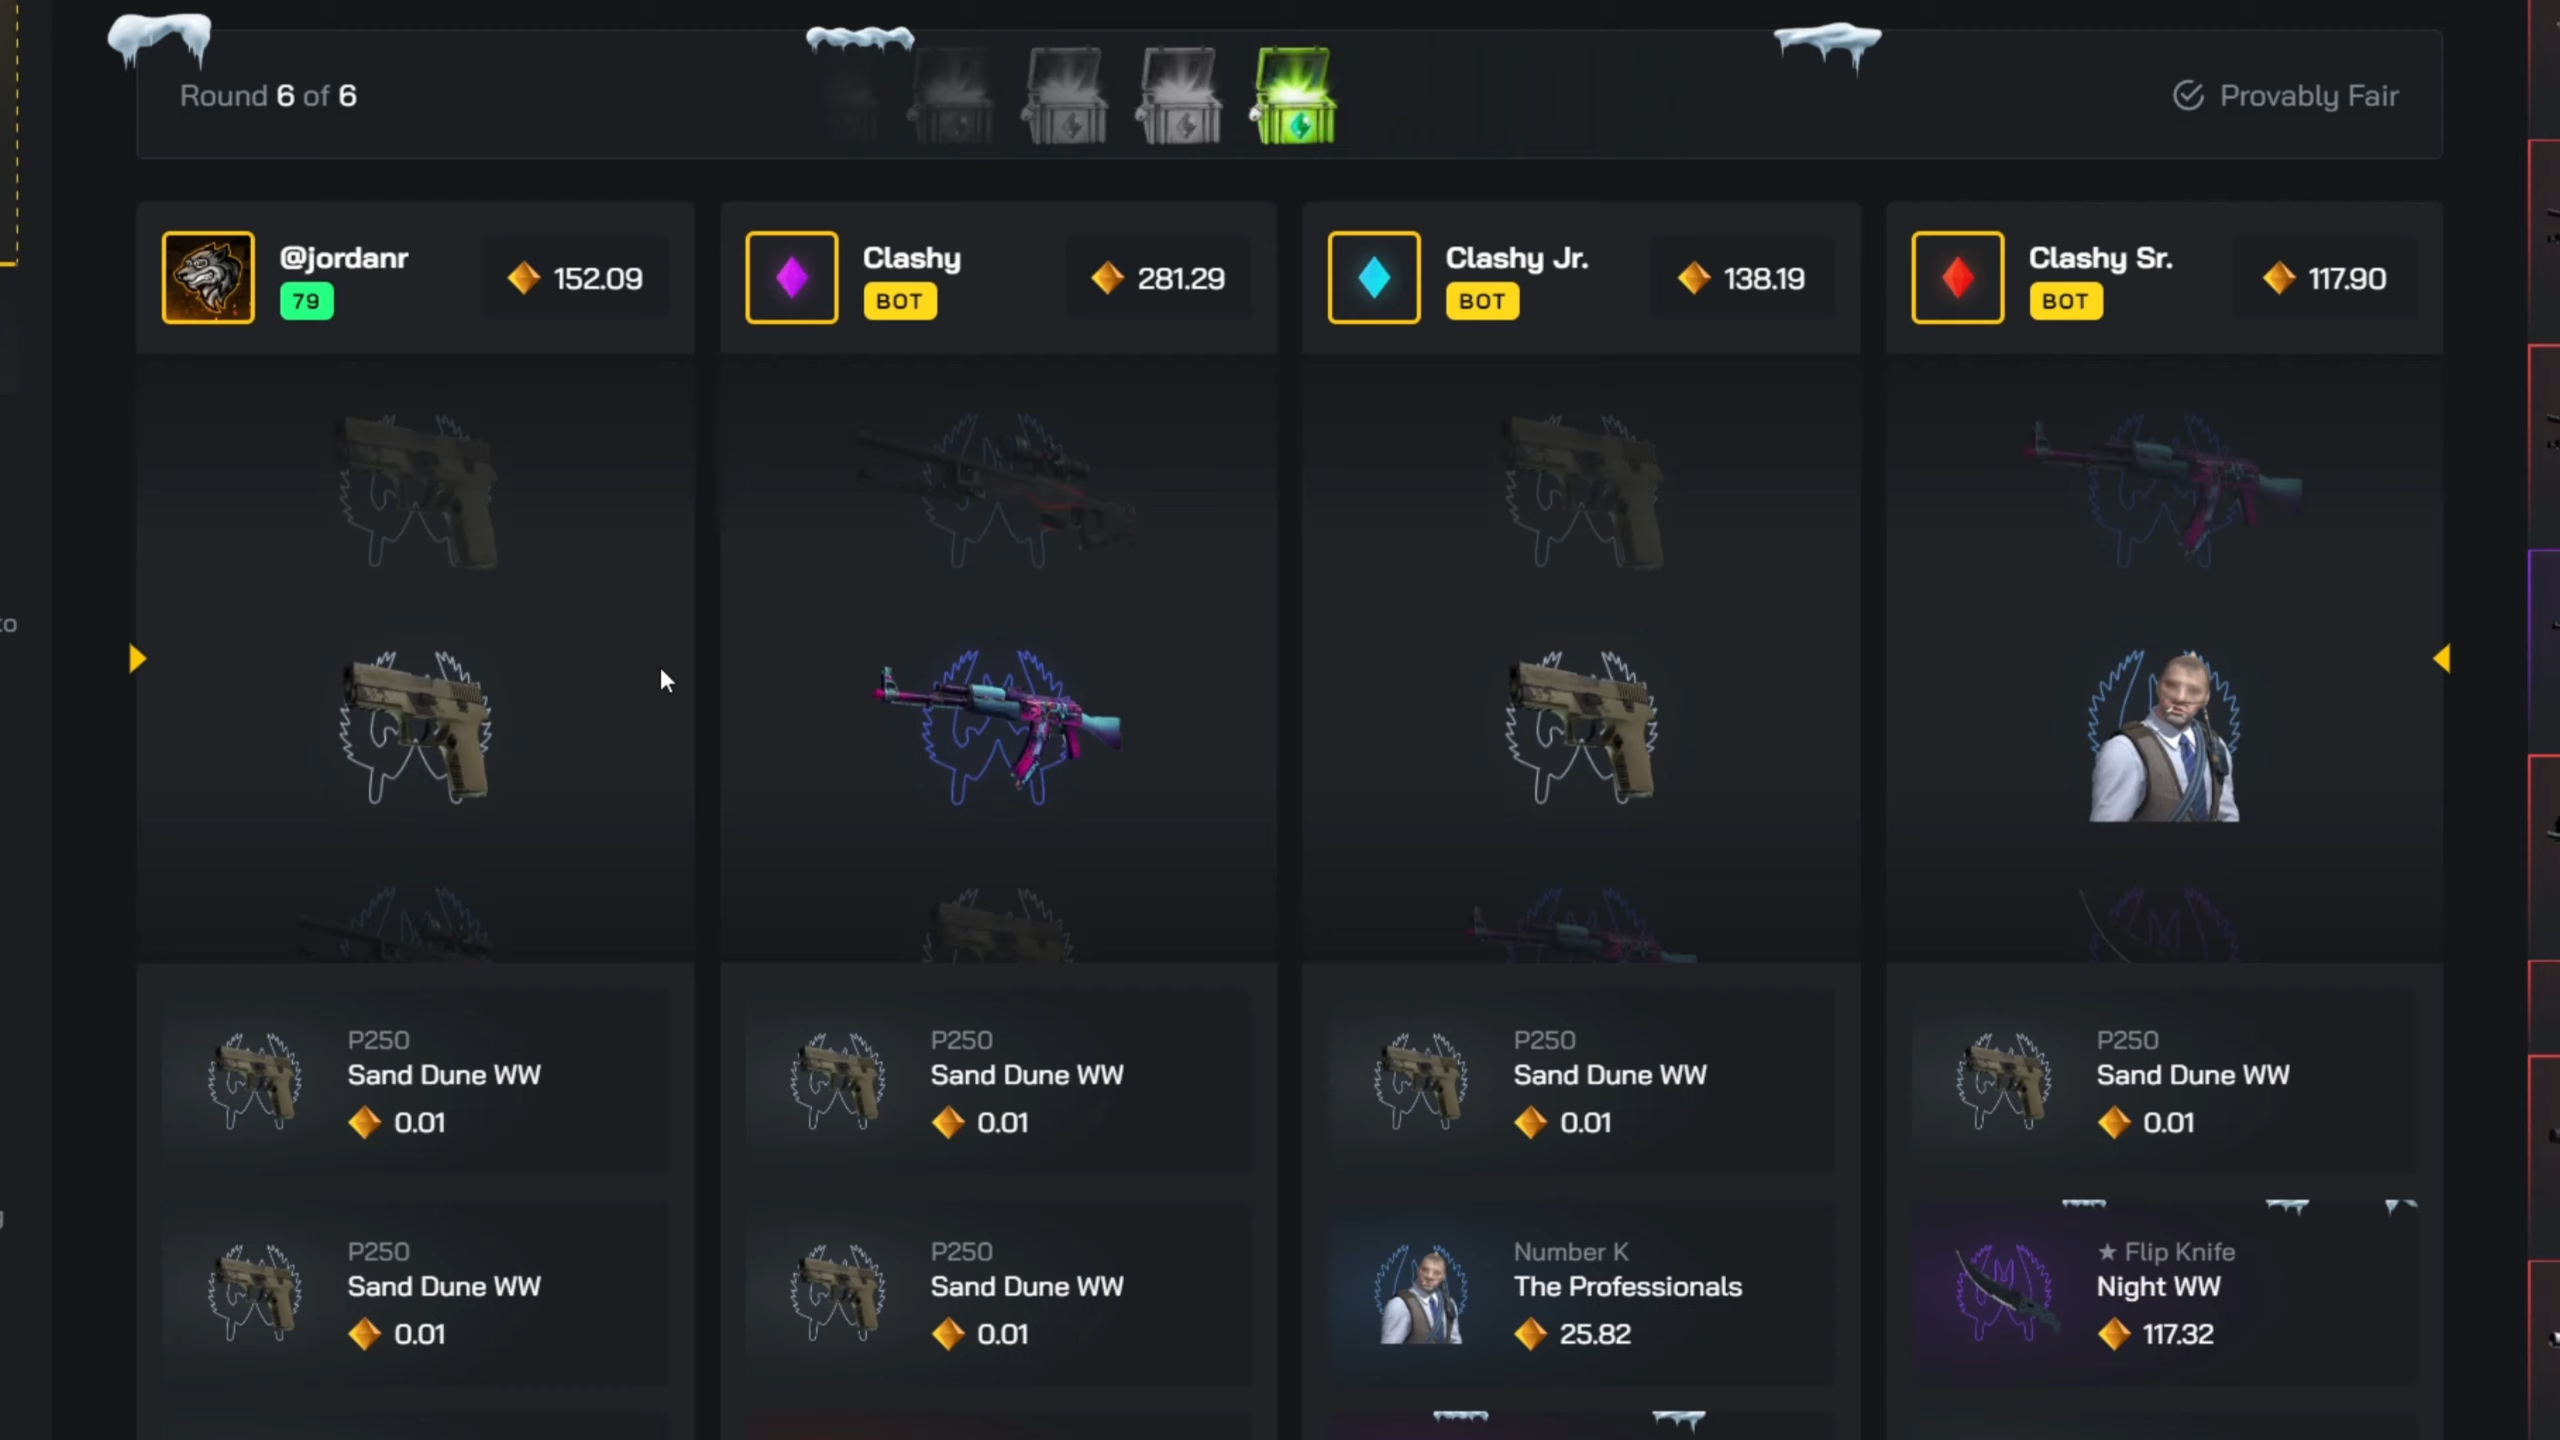 Round 6 of 6
Provably Fair
@jordanr
79
152.09
Clashy
BOT
281.29
Clashy Jr.
BOT
138.19
Clashy Sr.
BOT
117.90
to
P250
Sand Dune WW
0.01
P250
Sand Dune WW
0.01
P250
Sand Dune WW
0.01
P250
Sand Dune WW
0.01
P250
Sand Dune WW
0.01
P250
Sand Dune WW
0.01
Number K
The Professionals
25.82
★ Flip Knife
Night WW
117.32